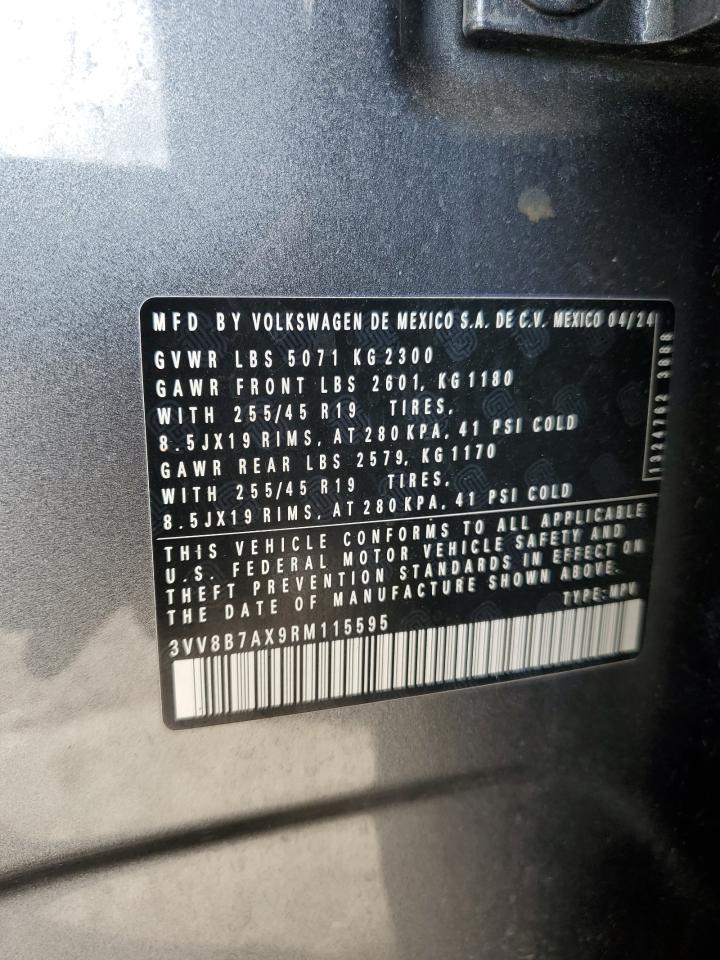 MFD BY VOLKSWAGEN DE MEXICO S.A. DE C.V. MEXICO 04/24
GVWR LBS 5071 KG 2300
GAWR FRONT LBS 2601, KG 1180
WITH 255/45 R19 TIRES,
8.5JX19 RIMS, AT 280 KPA, 41 PSI COLD
GAWR REAR LBS 2579, KG 1170
WITH 255/45 R19 TIRES,
8.5JX19 RIMS, AT 280 KPA, 41 PSI COLD
THIS VEHICLE CONFORMS TO ALL APPLICABLE
U.S. FEDERAL MOTOR VEHICLE SAFETY AND
THEFT PREVENTION STANDARDS IN EFFECT ON
THE DATE OF MANUFACTURE SHOWN ABOVE.
TYPE: MPV
3VV8B7AX9RM115595
1324762 3888